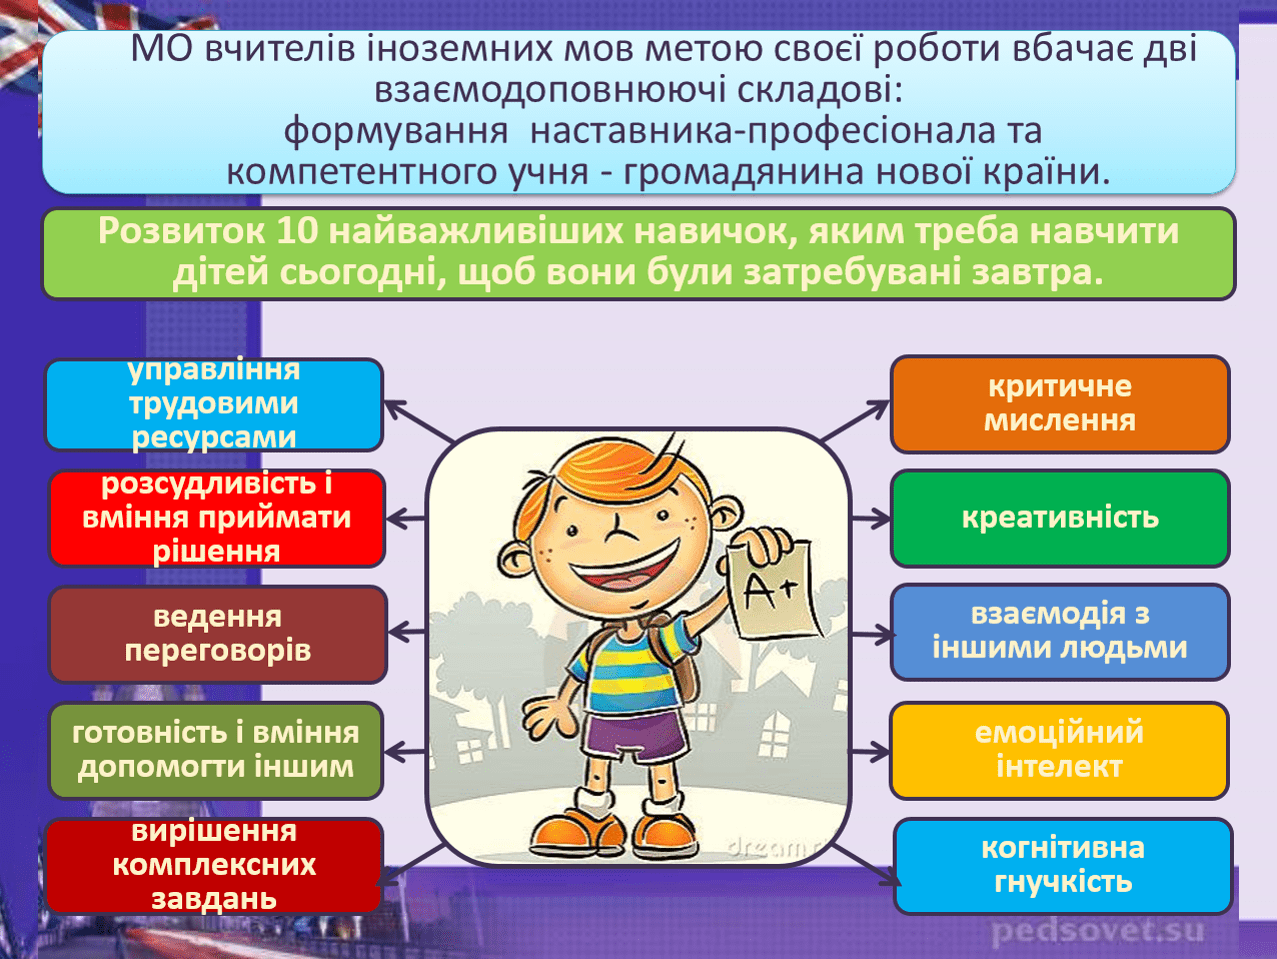 МО вчителів іноземних мов метою своєї роботи вбачає дві
взаємодоповнюючі складові:
формування наставника-професіонала та
компетентного учня - громадянина нової країни.
Розвиток 10 найважливіших навичок, яким треба навчити
дітей сьогодні, щоб вони були затребувані завтра.
управління
трудовими
ресурсами
розсудливість і
вміння приймати
рішення
ведення
переговорів
готовність і вміння
допомогти іншим
вирішення
комплексних
завдань
A+
критичне
мислення
креативність
взаємодія з
іншими людьми
емоційний
інтелект
когнітивна
гнучкість
pedsovet.su